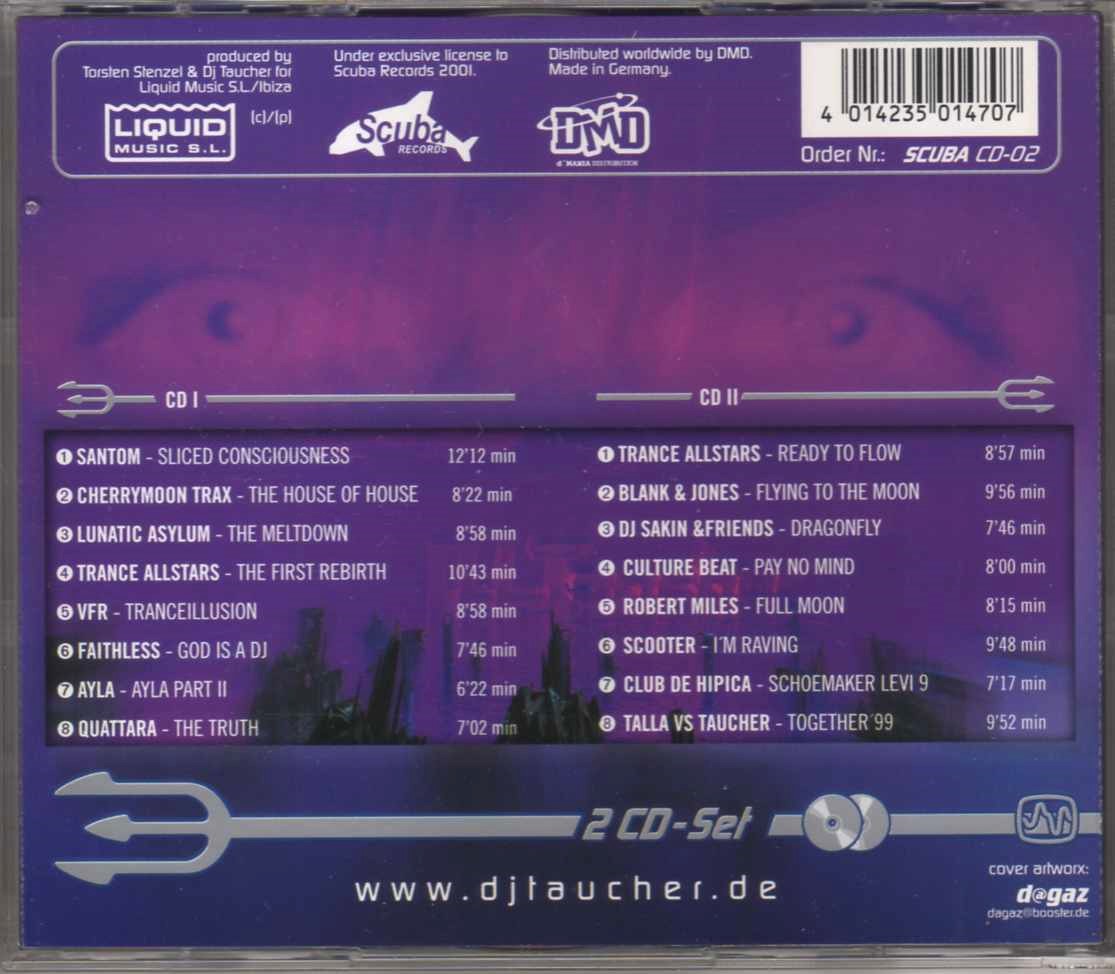 produced by
Torsten Stenzel & Dj Taucher for
Liquid Music S.L./Ibiza
LIQUID
MUSIC S.L.
(c)/(p)
Under exclusive license to
Scuba Records 2001.
Scuba
RECORDS
Distributed worldwide by DMD.
Made in Germany.
DMD
d´MANIA DISTRIBUTION
4 014235 014707
Order Nr.: SCUBA CD-02
CD I
1 SANTOM - SLICED CONSCIOUSNESS 12'12 min
2 CHERRYMOON TRAX - THE HOUSE OF HOUSE 8'22 min
3 LUNATIC ASYLUM - THE MELTDOWN 8'58 min
4 TRANCE ALLSTARS - THE FIRST REBIRTH 10'43 min
5 VFR - TRANCEILLUSION 8'58 min
6 FAITHLESS - GOD IS A DJ 7'46 min
7 AYLA - AYLA PART II 6'22 min
8 QUATTARA - THE TRUTH 7'02 min
CD II
1 TRANCE ALLSTARS - READY TO FLOW 8'57 min
2 BLANK & JONES - FLYING TO THE MOON 9'56 min
3 DJ SAKIN &FRIENDS - DRAGONFLY 7'46 min
4 CULTURE BEAT - PAY NO MIND 8'00 min
5 ROBERT MILES - FULL MOON 8'15 min
6 SCOOTER - I´M RAVING 9'48 min
7 CLUB DE HIPICA - SCHOEMAKER LEVI 9 7'17 min
8 TALLA VS TAUCHER - TOGETHER´99 9'52 min
2 CD-Set
www.djtaucher.de
cover artworx:
d@gaz
dagaz@booster.de